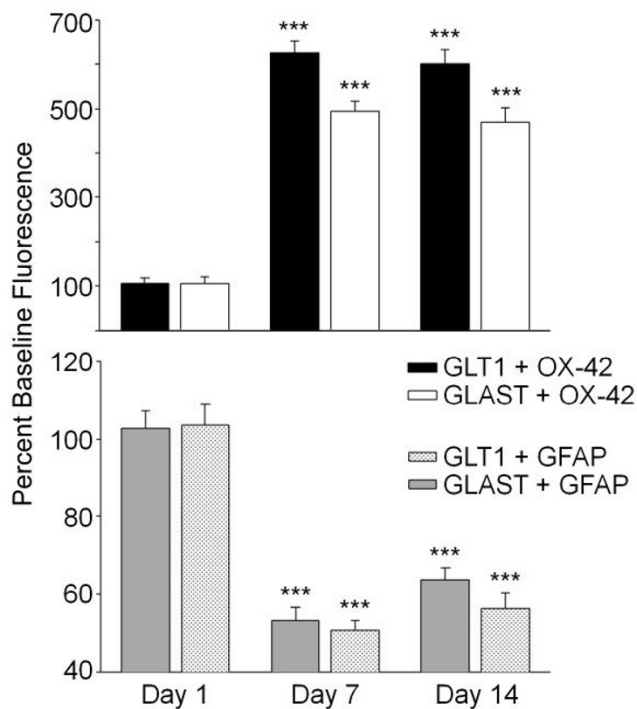 Percent Baseline Fluorescence
700
500
300
100
***
***
***
***
120
100
80
60
40
GLT1 + OX-42
GLAST + OX-42
GLT1 + GFAP
GLAST + GFAP
***
***
***
***
Day 1
Day 7
Day 14